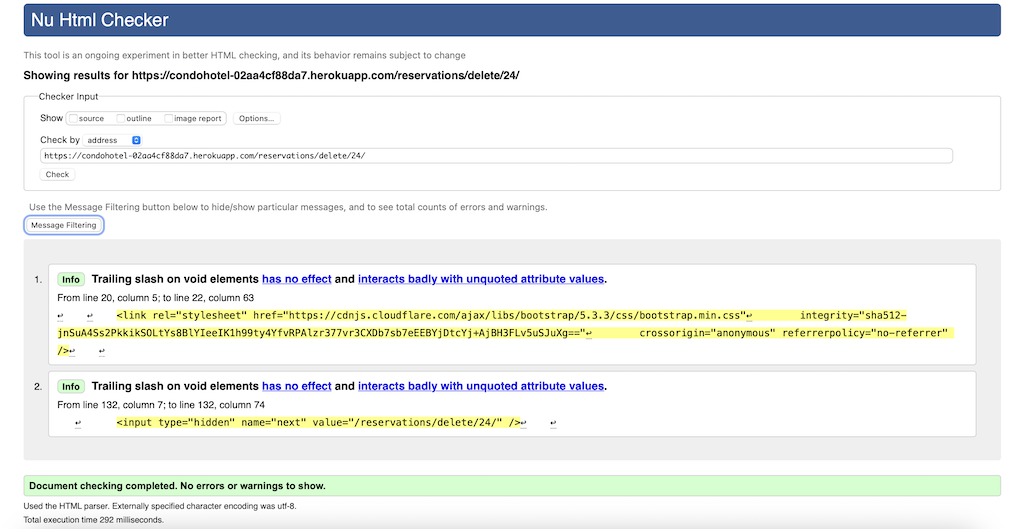 Nu Html Checker
This tool is an ongoing experiment in better HTML checking, and its behavior remains subject to change
Showing results for https://condohotel-02aa4cf88da7.herokuapp.com/reservations/delete/24/
Checker Input
Show source outline image report Options...
Check by address
https://condohotel-02aa4cf88da7.herokuapp.com/reservations/delete/24/
Check
Use the Message Filtering button below to hide/show particular messages, and to see total counts of errors and warnings.
Message Filtering
1. Info Trailing slash on void elements has no effect and interacts badly with unquoted attribute values.
From line 20, column 5; to line 22, column 63
↩ ↩ <link rel="stylesheet" href="https://cdnjs.cloudflare.com/ajax/libs/bootstrap/5.3.3/css/bootstrap.min.css"↩ integrity="sha512-
jnSuA4Ss2PkkikSOLtYs8BlYIeeIK1h99ty4YfvRPAlzr377vr3CXDb7sb7eEEBYjDtcYj+AjBH3FLv5uSJuXg=="↩ crossorigin="anonymous" referrerpolicy="no-referrer"
/>↩ ↩
2. Info Trailing slash on void elements has no effect and interacts badly with unquoted attribute values.
From line 132, column 7; to line 132, column 74
↩ <input type="hidden" name="next" value="/reservations/delete/24/" />↩ ↩
Document checking completed. No errors or warnings to show.
Used the HTML parser. Externally specified character encoding was utf-8.
Total execution time 292 milliseconds.